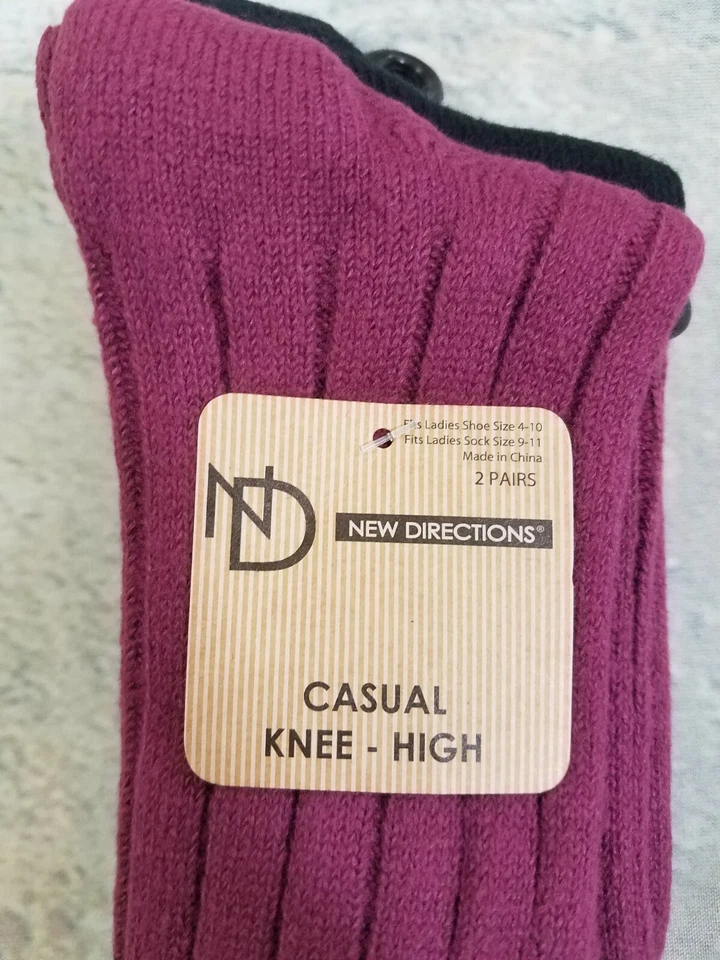 Fits Ladies Shoe Size 4-10
Fits Ladies Sock Size 9-11
Made in China
2 PAIRS
ND
NEW DIRECTIONS®
CASUAL
KNEE - HIGH